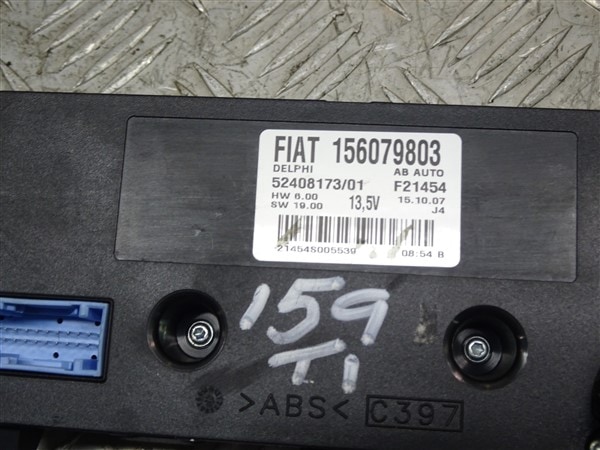 FIAT 156079803
DELPHI AB AUTO
52408173/01 F21454
HW 6.00 13,5V 15.10.07
SW 19.00 J4
21454S005539 08:54 B
159
TI
>ABS< C397